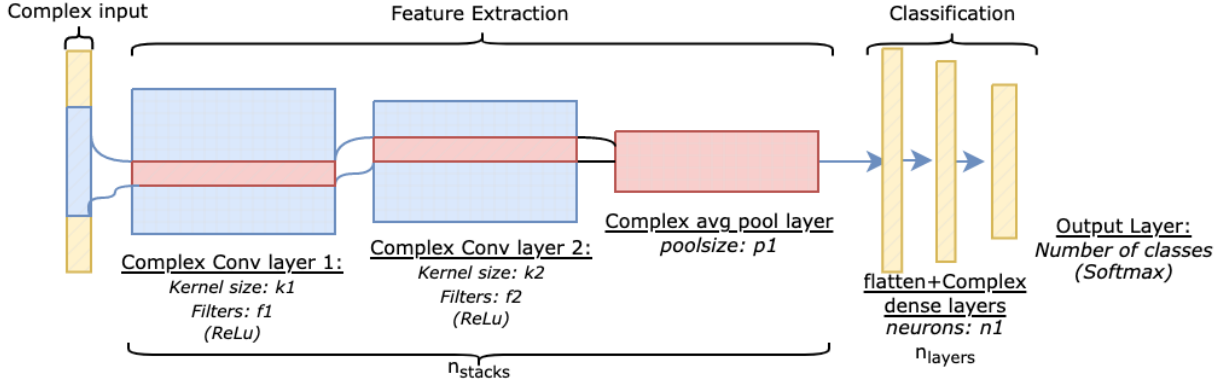 Complex input
Feature Extraction
Classification
Complex Conv layer 1:
Kernel size: k1
Filters: f1
(ReLu)
Complex Conv layer 2:
Kernel size: k2
Filters: f2
(ReLu)
Complex avg pool layer
poolsize: p1
flatten+Complex
dense layers
neurons: n1
Output Layer:
Number of classes
(Softmax)
n_stacks
n_layers